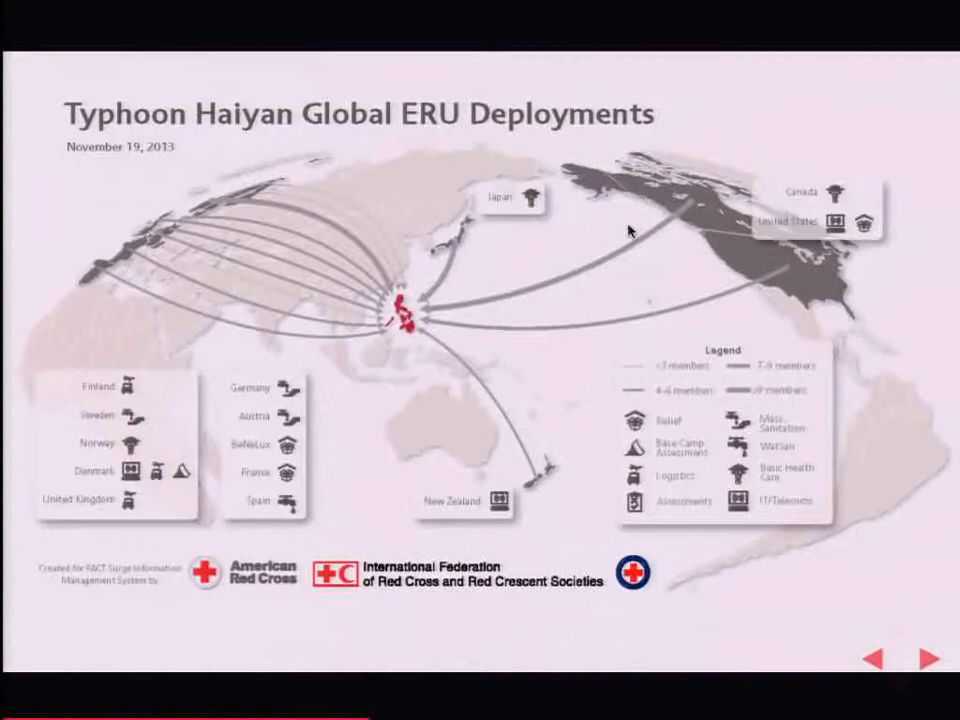 Typhoon Haiyan Global ERU Deployments
November 19, 2013
Japan
Canada
United States
Finland
Sweden
Norway
Danmark
United Kingdom
Germany
Austria
BeNeLux
France
Spain
New Zealand
Legend
<3 members
7-9 members
4-6 members
>9 members
Relief
Mass
Sanitation
Base Camp
Assessment
WatSan
Logistics
Basic Health
Care
Assessments
IT/Telecoms
Created for FACT Surge Information
Management System by
American
Red Cross
International Federation
of Red Cross and Red Crescent Societies